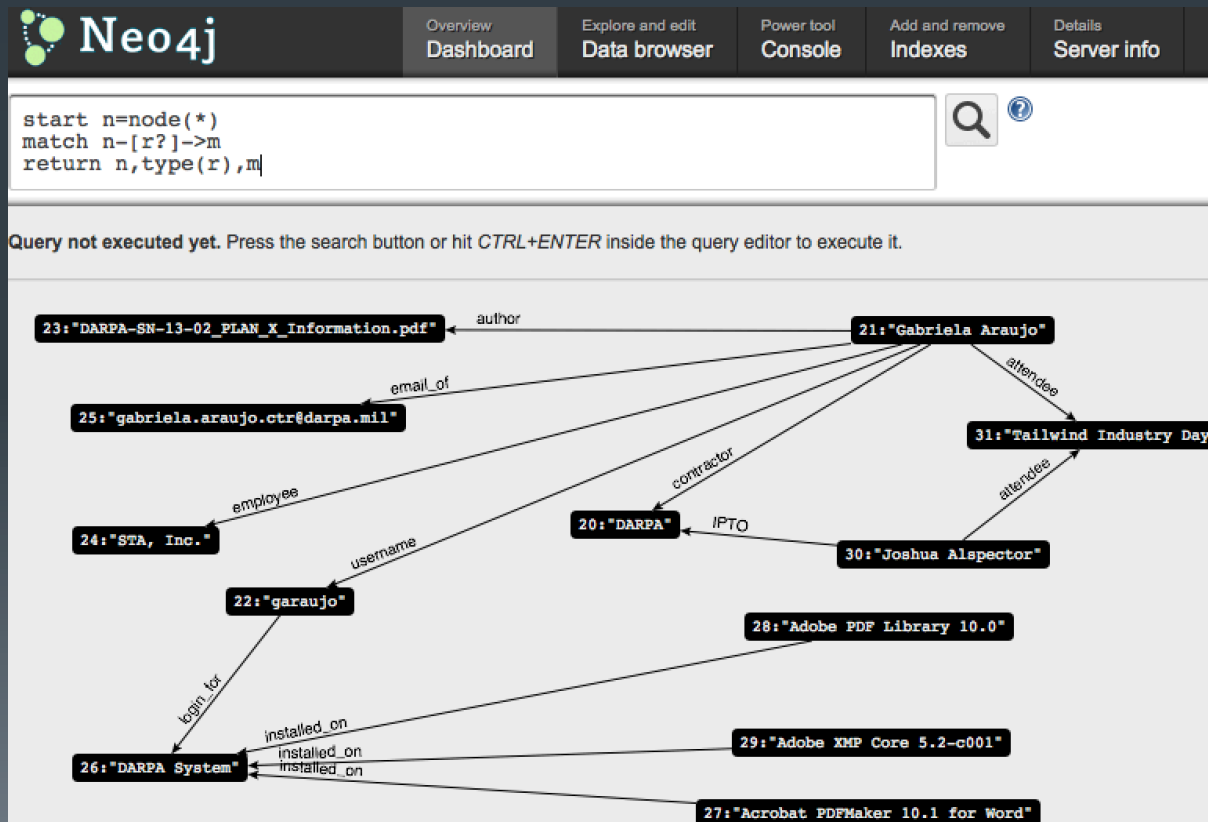 Neo4j
Overview
Dashboard
Explore and edit
Data browser
Power tool
Console
Add and remove
Indexes
Details
Server info
start n=node(*)
match n-[r?]->m
return n,type(r),m
?
Query not executed yet. Press the search button or hit CTRL+ENTER inside the query editor to execute it.
author
23:"DARPA-SN-13-02_PLAN_X_Information.pdf"
21:"Gabriela Araujo"
attendee
email_of
25:"gabriela.araujo.ctr@darpa.mil"
31:"Tailwind Industry Day
contractor
attendee
employee
20:"DARPA"
IPTO
24:"STA, Inc."
username
30:"Joshua Alspector"
22:"garaujo"
28:"Adobe PDF Library 10.0"
login_for
installed_on
29:"Adobe XMP Core 5.2-c001"
installed_on
26:"DARPA System"
installed_on
27:"Acrobat PDFMaker 10.1 for Word"